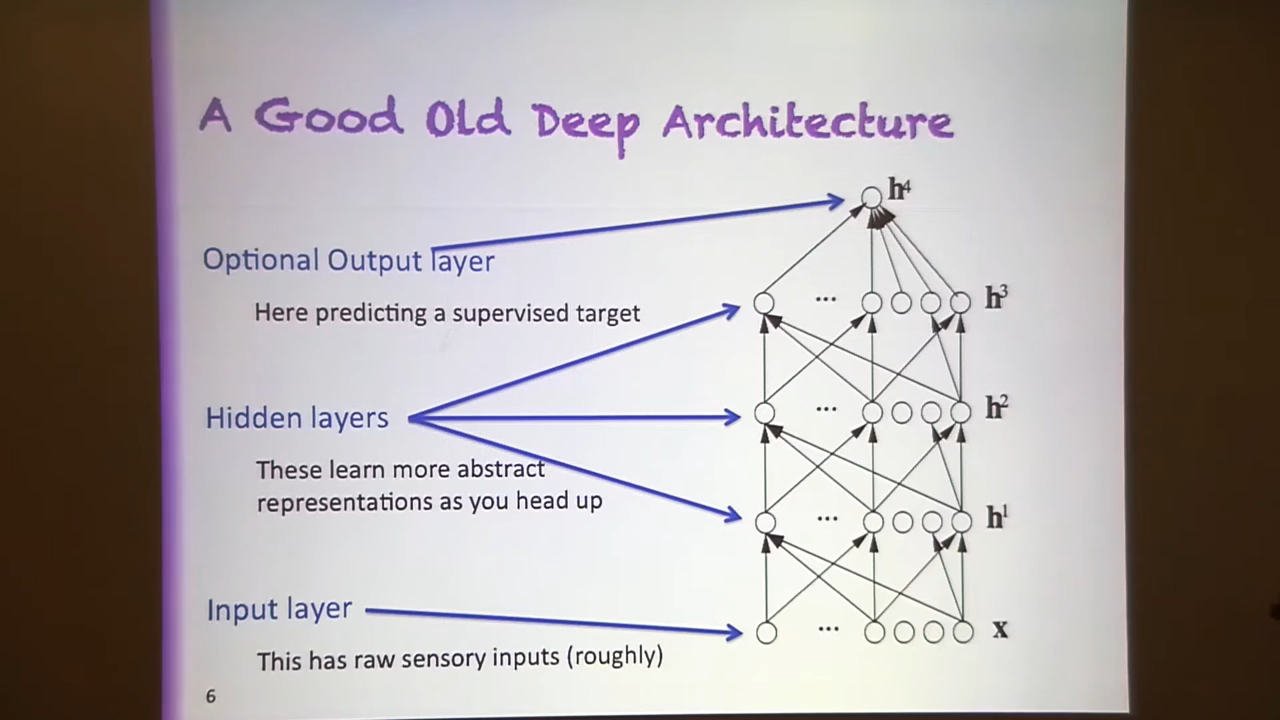 A Good Old Deep Architecture
h⁴
Optional Output layer
Here predicting a supervised target
... h³
Hidden layers
... h²
These learn more abstract
representations as you head up
... h¹
Input layer
... x
This has raw sensory inputs (roughly)
6